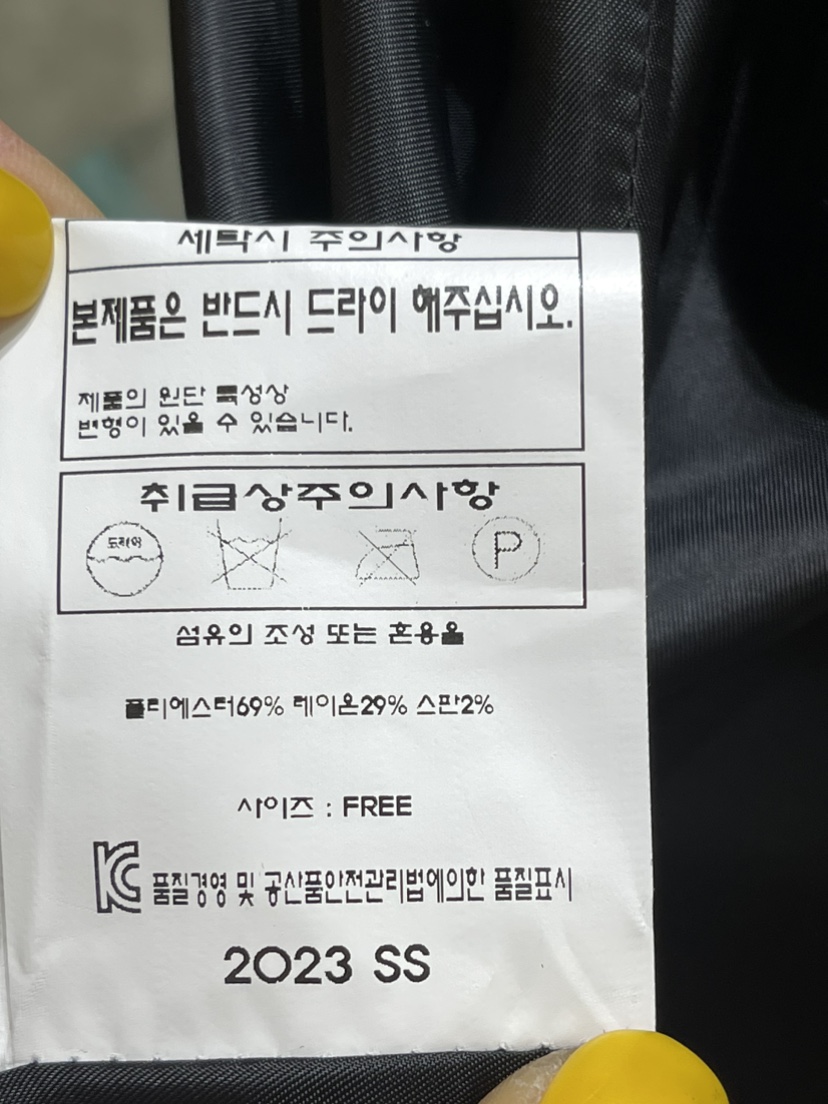 세탁시 주의사항
본제품은 반드시 드라이 해주십시오.
제품의 원단 특성상
변형이 있을 수 있습니다.
취급상주의사항
드라이
P
섬유의 조성 또는 혼용율
폴리에스터69% 레이온29% 스판2%
사이즈 : FREE
KC 품질경영 및 공산품안전관리법에의한 품질표시
2023 SS